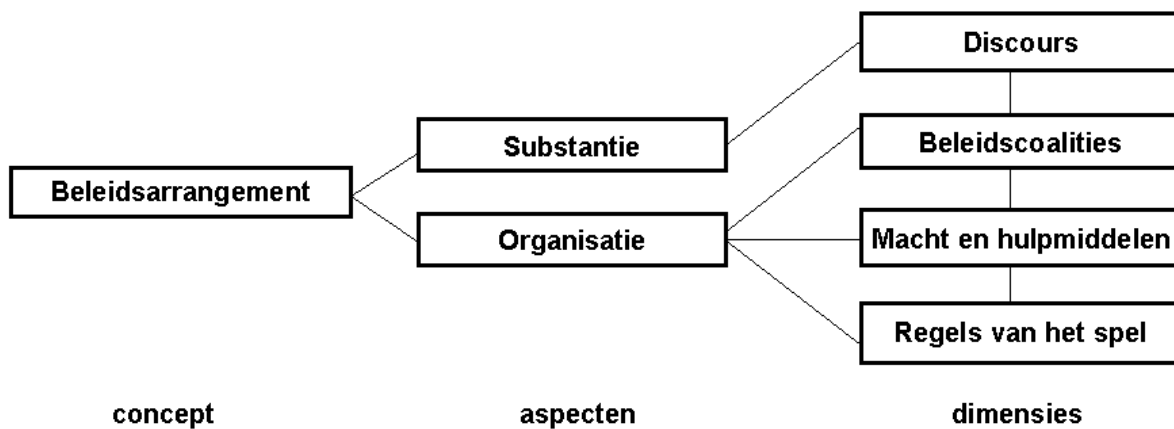 Discours
Substantie
Beleidscoalities
Beleidsarrangement
Organisatie
Macht en hulpmiddelen
Regels van het spel
concept
aspecten
dimensies